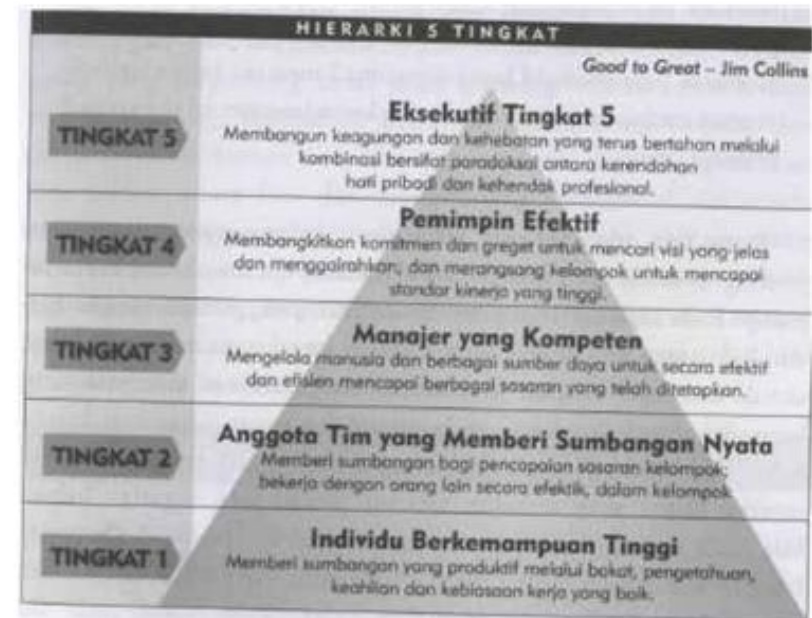 HIERARKI 5 TINGKAT
Good to Great – Jim Collins
TINGKAT 5
Eksekutif Tingkat 5
Membangun keagungan dan kehebatan yang terus bertahan melalui
kombinasi bersifat paradoksal antara kerendahan
hati pribadi dan kehendak profesional.
TINGKAT 4
Pemimpin Efektif
Membangkitkan komitmen dan greget untuk mencari visi yang jelas
dan menggairahkan, dan merangsang kelompok untuk mencapai
standar kinerja yang tinggi.
TINGKAT 3
Manajer yang Kompeten
Mengelola manusia dan berbagai sumber daya untuk secara efektif
dan efisien mencapai berbagai sasaran yang telah ditetapkan.
TINGKAT 2
Anggota Tim yang Memberi Sumbangan Nyata
Memberi sumbangan bagi pencapaian sasaran kelompok;
bekerja dengan orang lain secara efektik, dalam kelompok
TINGKAT 1
Individu Berkemampuan Tinggi
Memberi sumbangan yang produktif melalui bakat, pengetahuan,
keahlian dan kebiasaan kerja yang baik.